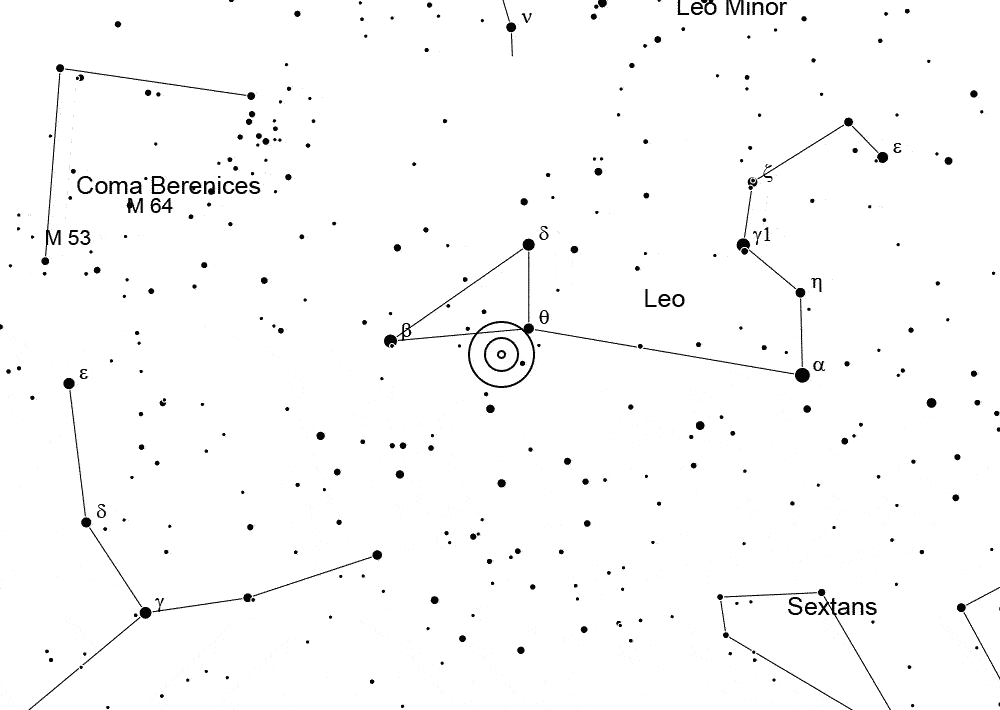 Leo Minor
ν
ε
ζ
Coma Berenices
M 64
M 53
γ1
δ
η
Leo
θ
β
α
ε
δ
γ
Sextans